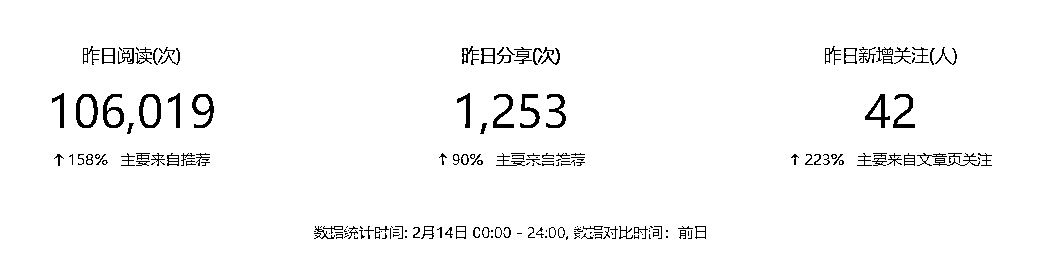 昨日阅读(次) 昨日分享(次) 昨日新增关注(人)
106,019 1,253 42
↑158% 主要来自推荐 ↑90% 主要来自推荐 ↑223% 主要来自文章页关注
数据统计时间: 2月14日 00:00 - 24:00, 数据对比时间：前日